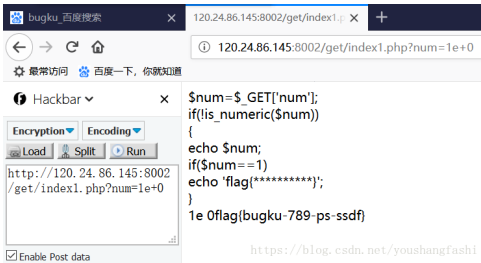 bugku_百度搜索
120.24.86.145:8002/get/index1.p
120.24.86.145:8002/get/index1.php?num=1e+0
最常访问 百度一下，你就知道
Hackbar
Encryption Encoding
Load Split Run
http://120.24.86.145:8002
/get/index1.php?num=1e+0
Enable Post data
$num=$_GET['num'];
if(!is_numeric($num))
{
echo $num;
if($num==1)
echo 'flag{**********}';
}
1e 0flag{bugku-789-ps-ssdf}
https://blog.csdn.net/youshangfashi